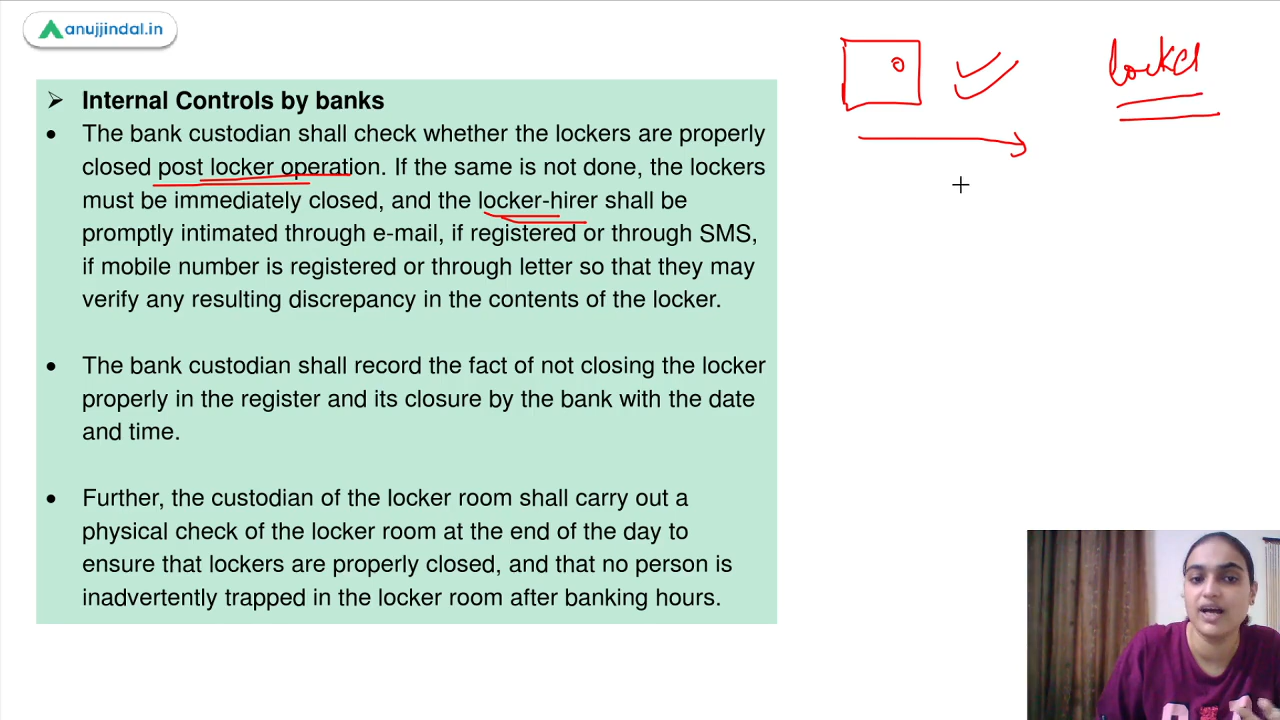 anujjindal.in
locker
➢ Internal Controls by banks
• The bank custodian shall check whether the lockers are properly
closed post locker operation. If the same is not done, the lockers
must be immediately closed, and the locker-hirer shall be
promptly intimated through e-mail, if registered or through SMS,
if mobile number is registered or through letter so that they may
verify any resulting discrepancy in the contents of the locker.
• The bank custodian shall record the fact of not closing the locker
properly in the register and its closure by the bank with the date
and time.
• Further, the custodian of the locker room shall carry out a
physical check of the locker room at the end of the day to
ensure that lockers are properly closed, and that no person is
inadvertently trapped in the locker room after banking hours.